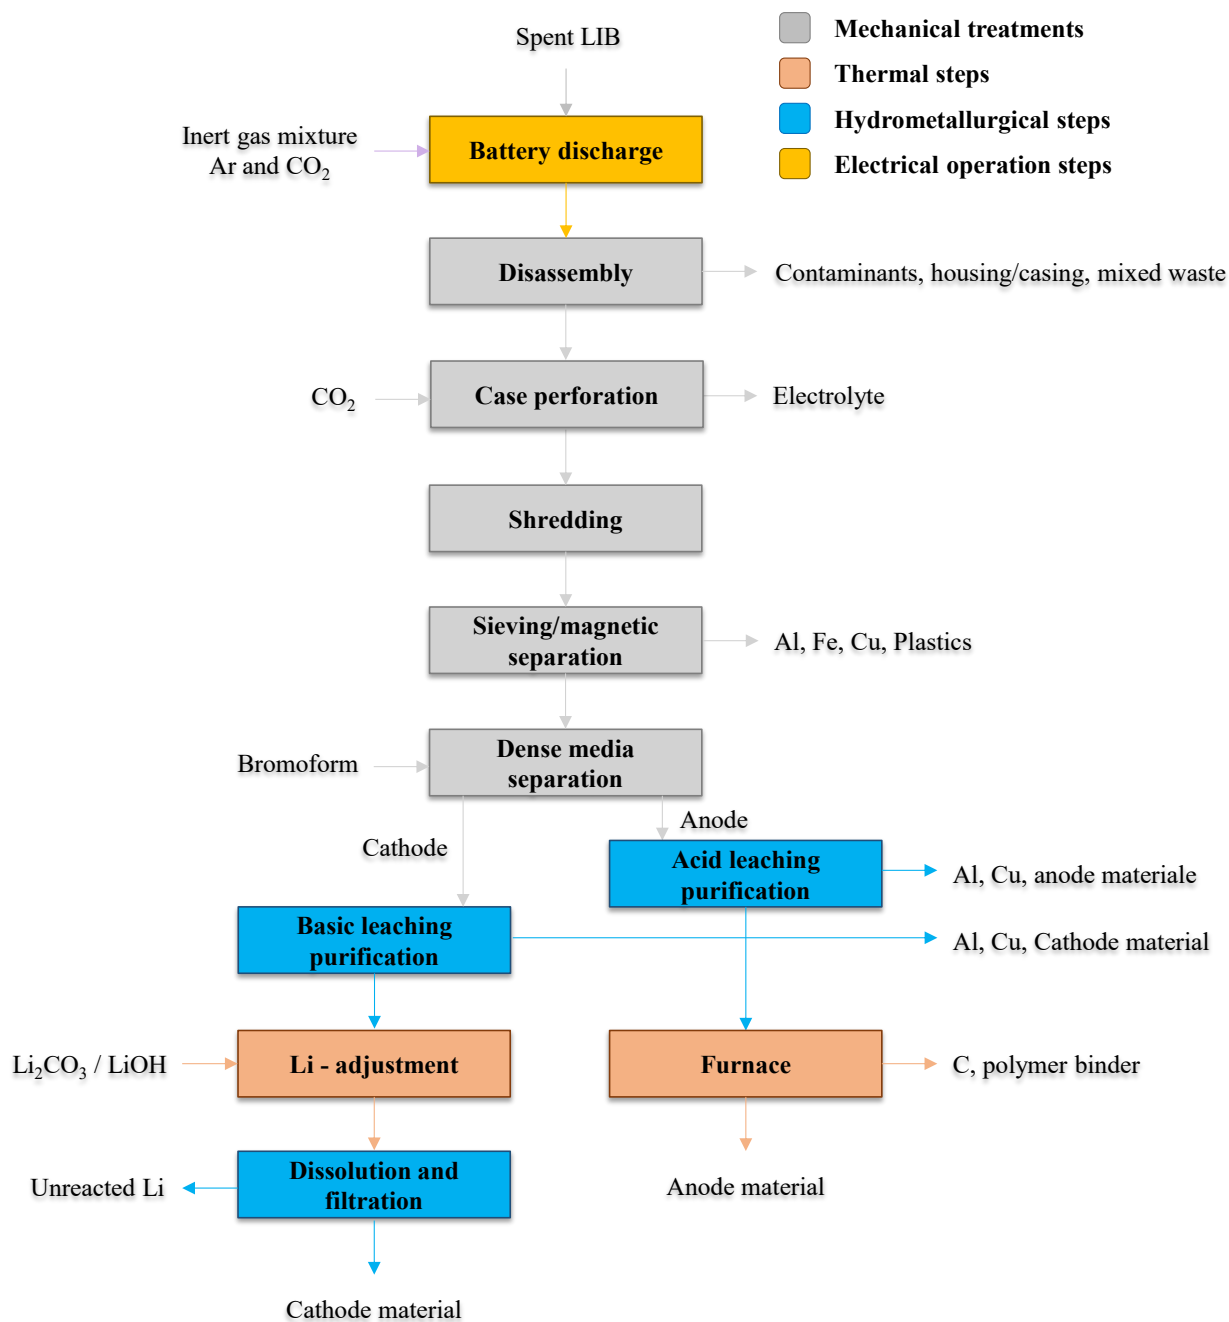 Spent LIB
Mechanical treatments
Thermal steps
Hydrometallurgical steps
Electrical operation steps
Inert gas mixture
Ar and CO₂
Battery discharge
Disassembly
Contaminants, housing/casing, mixed waste
CO₂
Case perforation
Electrolyte
Shredding
Sieving/magnetic
separation
Al, Fe, Cu, Plastics
Bromoform
Dense media
separation
Cathode
Anode
Acid leaching
purification
Al, Cu, anode materiale
Basic leaching
purification
Al, Cu, Cathode material
Li₂CO₃ / LiOH
Li - adjustment
Furnace
C, polymer binder
Unreacted Li
Dissolution and
filtration
Anode material
Cathode material